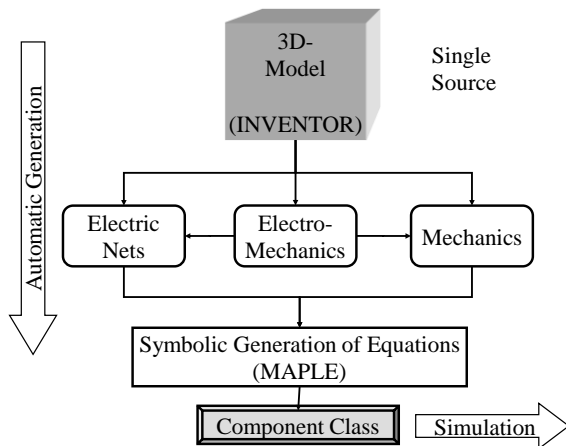 3D-
Model
(INVENTOR)
Single
Source
Automatic Generation
Electric
Nets
Electro-
Mechanics
Mechanics
Symbolic Generation of Equations
(MAPLE)
Component Class
Simulation